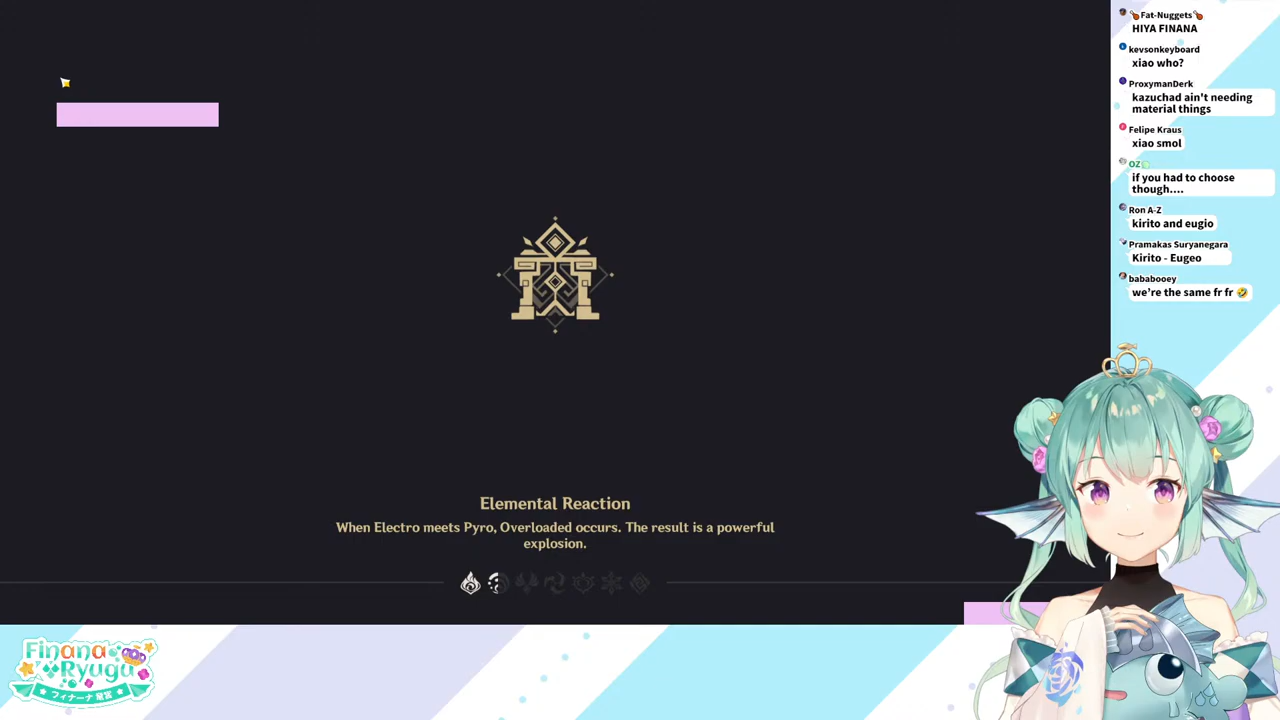 Fat-Nuggets
HIYA FINANA
kevsonkeyboard
xiao who?
ProxymanDerk
kazuchad ain't needing
material things
Felipe Kraus
xiao smol
OZ
if you had to choose
though....
Ron A-Z
kirito and eugio
Pramakas Suryanegara
Kirito - Eugeo
bababooey
we’re the same fr fr 🤣
Elemental Reaction
When Electro meets Pyro, Overloaded occurs. The result is a powerful
explosion.
Finana
Ryugu
フィナーナ 竜宮